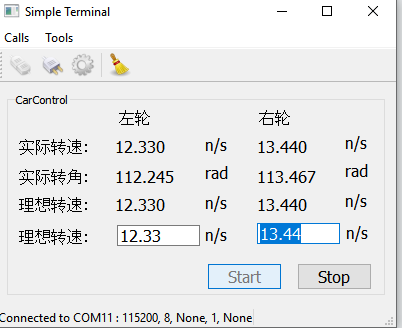 Simple Terminal
Calls Tools
CarControl
左轮 右轮
实际转速: 12.330 n/s 13.440 n/s
实际转角: 112.245 rad 113.467 rad
理想转速: 12.330 n/s 13.440 n/s
理想转速: 12.33 n/s 13.44 n/s
Start Stop
Connected to COM11 : 115200, 8, None, 1, None